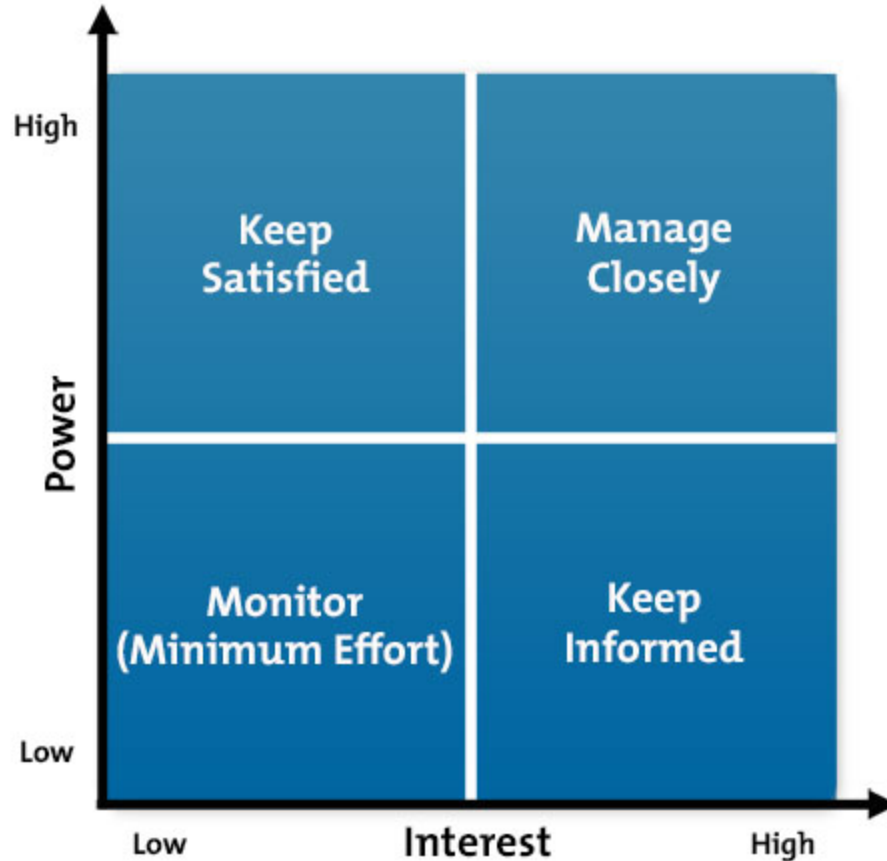 High
Keep
Satisfied
Manage
Closely
Power
Monitor
(Minimum Effort)
Keep
Informed
Low
Low
Interest
High